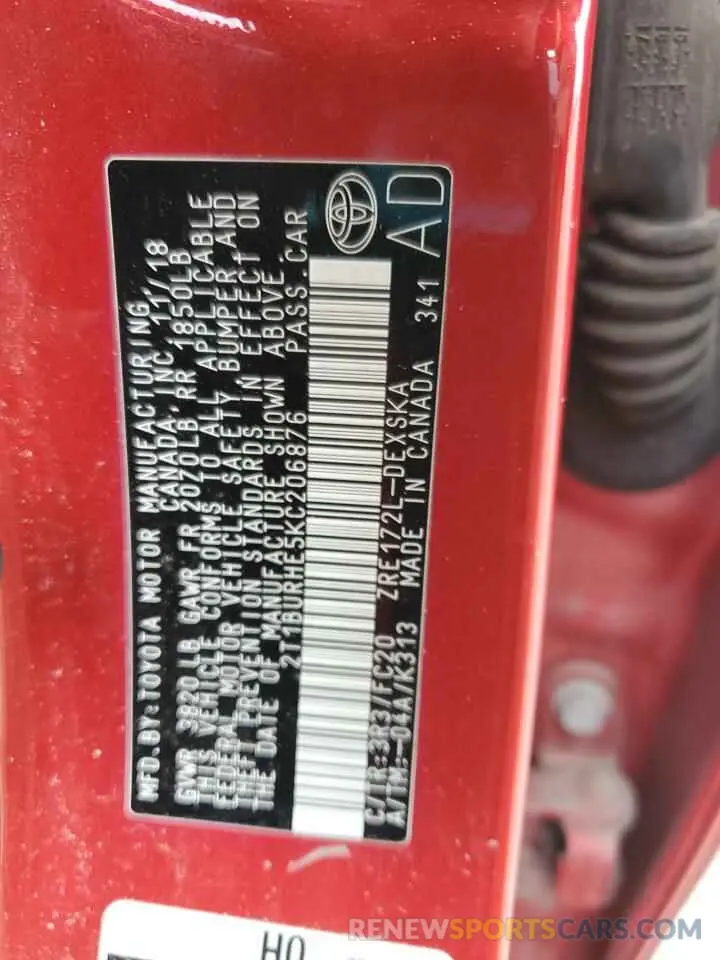 MFD.BY:TOYOTA MOTOR MANUFACTURING
CANADA,INC. 11/18
GVWR 3820LB GAWR FR 2070LB RR 1850LB
THIS VEHICLE CONFORMS TO ALL APPLICABLE
FEDERAL MOTOR VEHICLE SAFETY, BUMPER AND
THEFT PREVENTION STANDARDS IN EFFECT ON
THE DATE OF MANUFACTURE SHOWN ABOVE
2T1BURHE5KC206876 PASS.CAR
C/TR:3R3/FC20 ZRE172L-DEXSKA
A/TM:-04A/K313 MADE IN CANADA 341
AD
HO
RENEWSPORTSCARS.COM